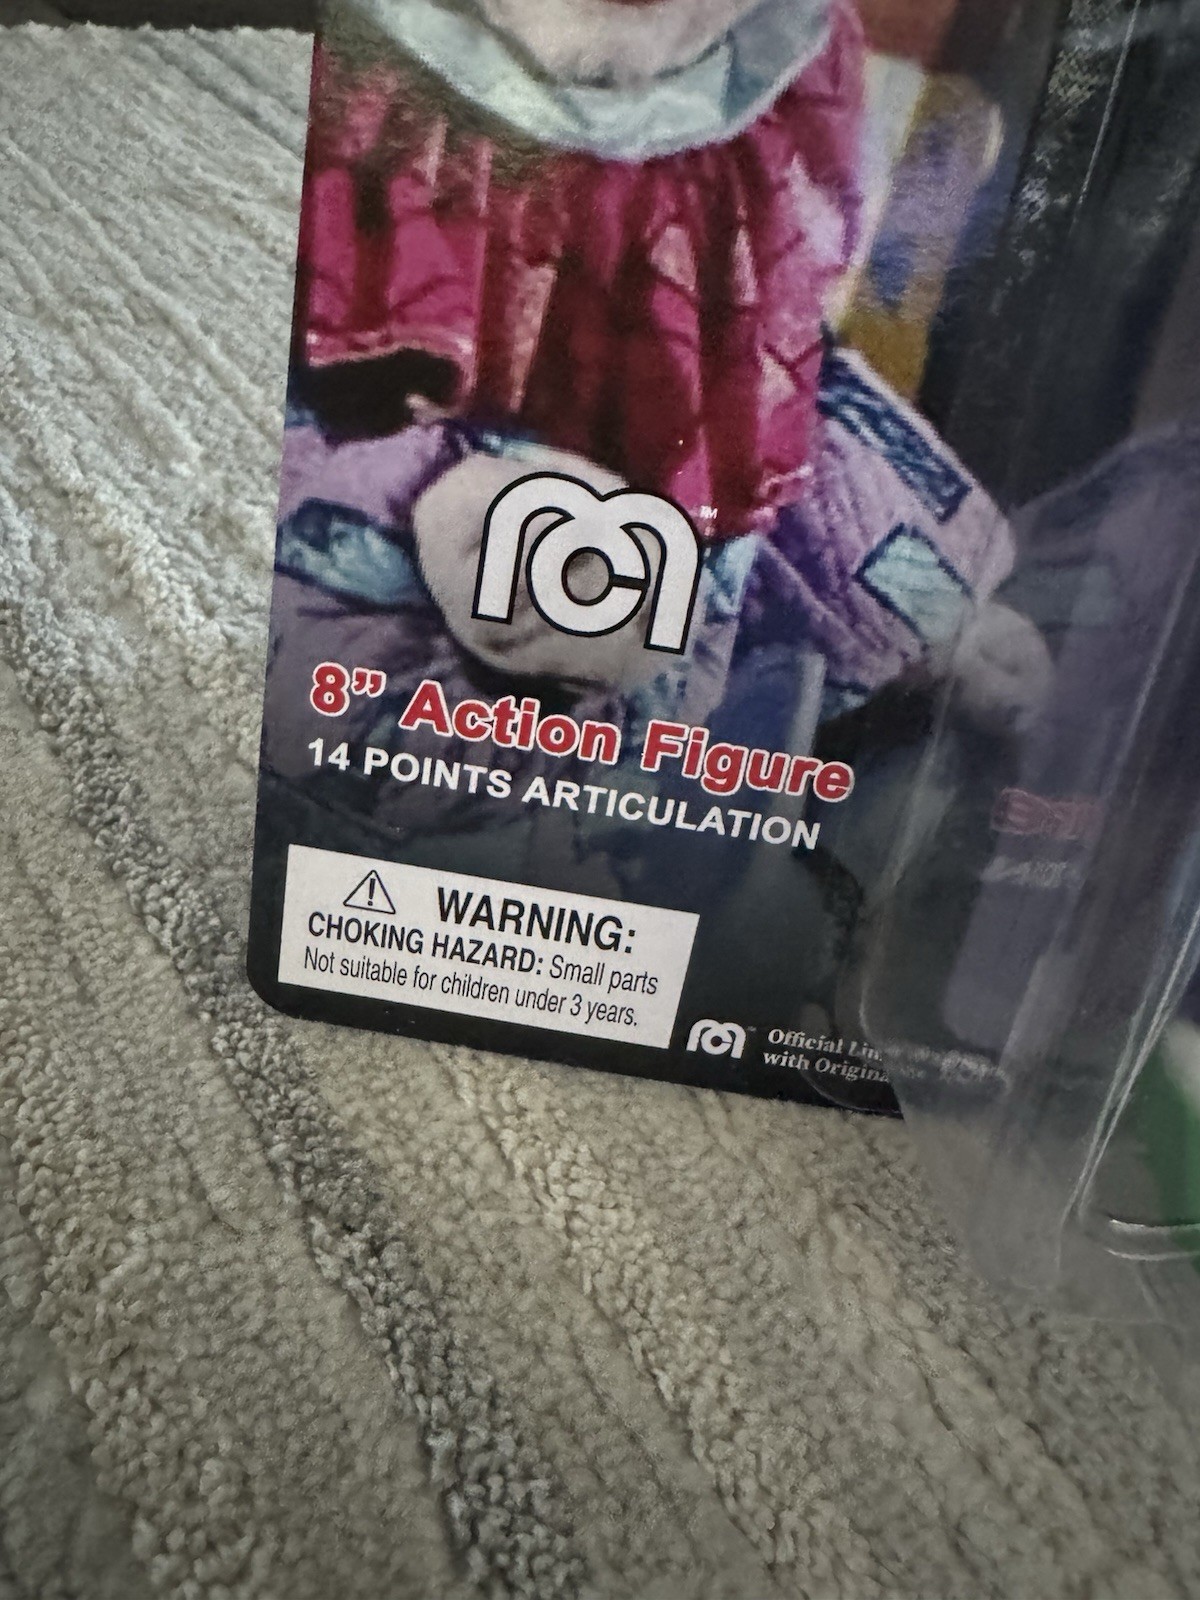 TM
8” Action Figure
14 POINTS ARTICULATION
⚠ WARNING:
CHOKING HAZARD: Small parts
Not suitable for children under 3 years.
Official
with